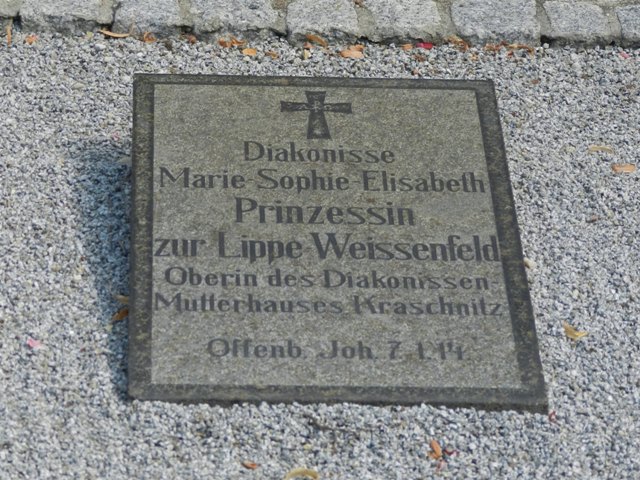 Diakonisse
Marie-Sophie Elisabeth
Prinzessin
zur Lippe Weissenfeld
Oberin des Diakonissen-
Mutterhauses Kraschnitz
Offenb. Joh. 7. 1.14.